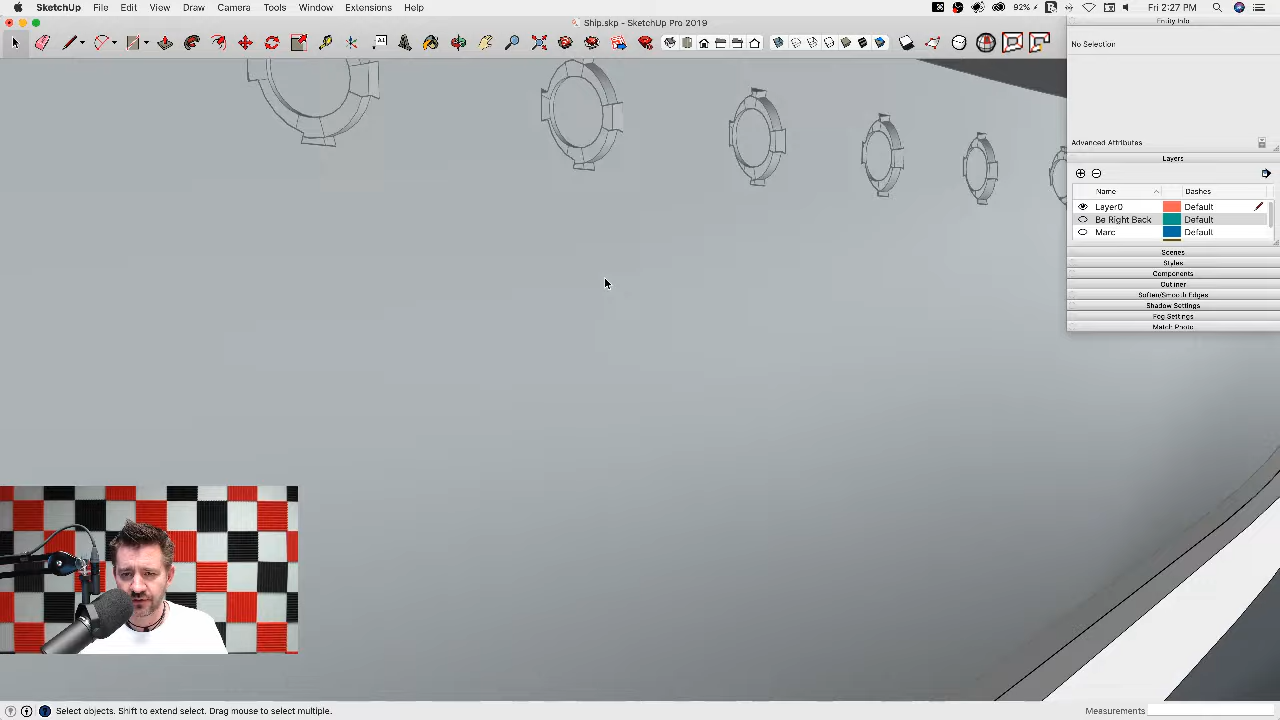 SketchUp File Edit View Draw Camera Tools Window Extensions Help 92% Fri 2:27 PM
Ship.skp - SketchUp Pro 2019
Entity Info
No Selection
Advanced Attributes
Layers
Name Dashes
Layer0 Default
Be Right Back Default
Marc Default
Scenes
Styles
Components
Outliner
Soften/Smooth Edges
Shadow Settings
Fog Settings
Match Photo
Select objects. Shift to extend select. Drag mouse to select multiple. Measurements